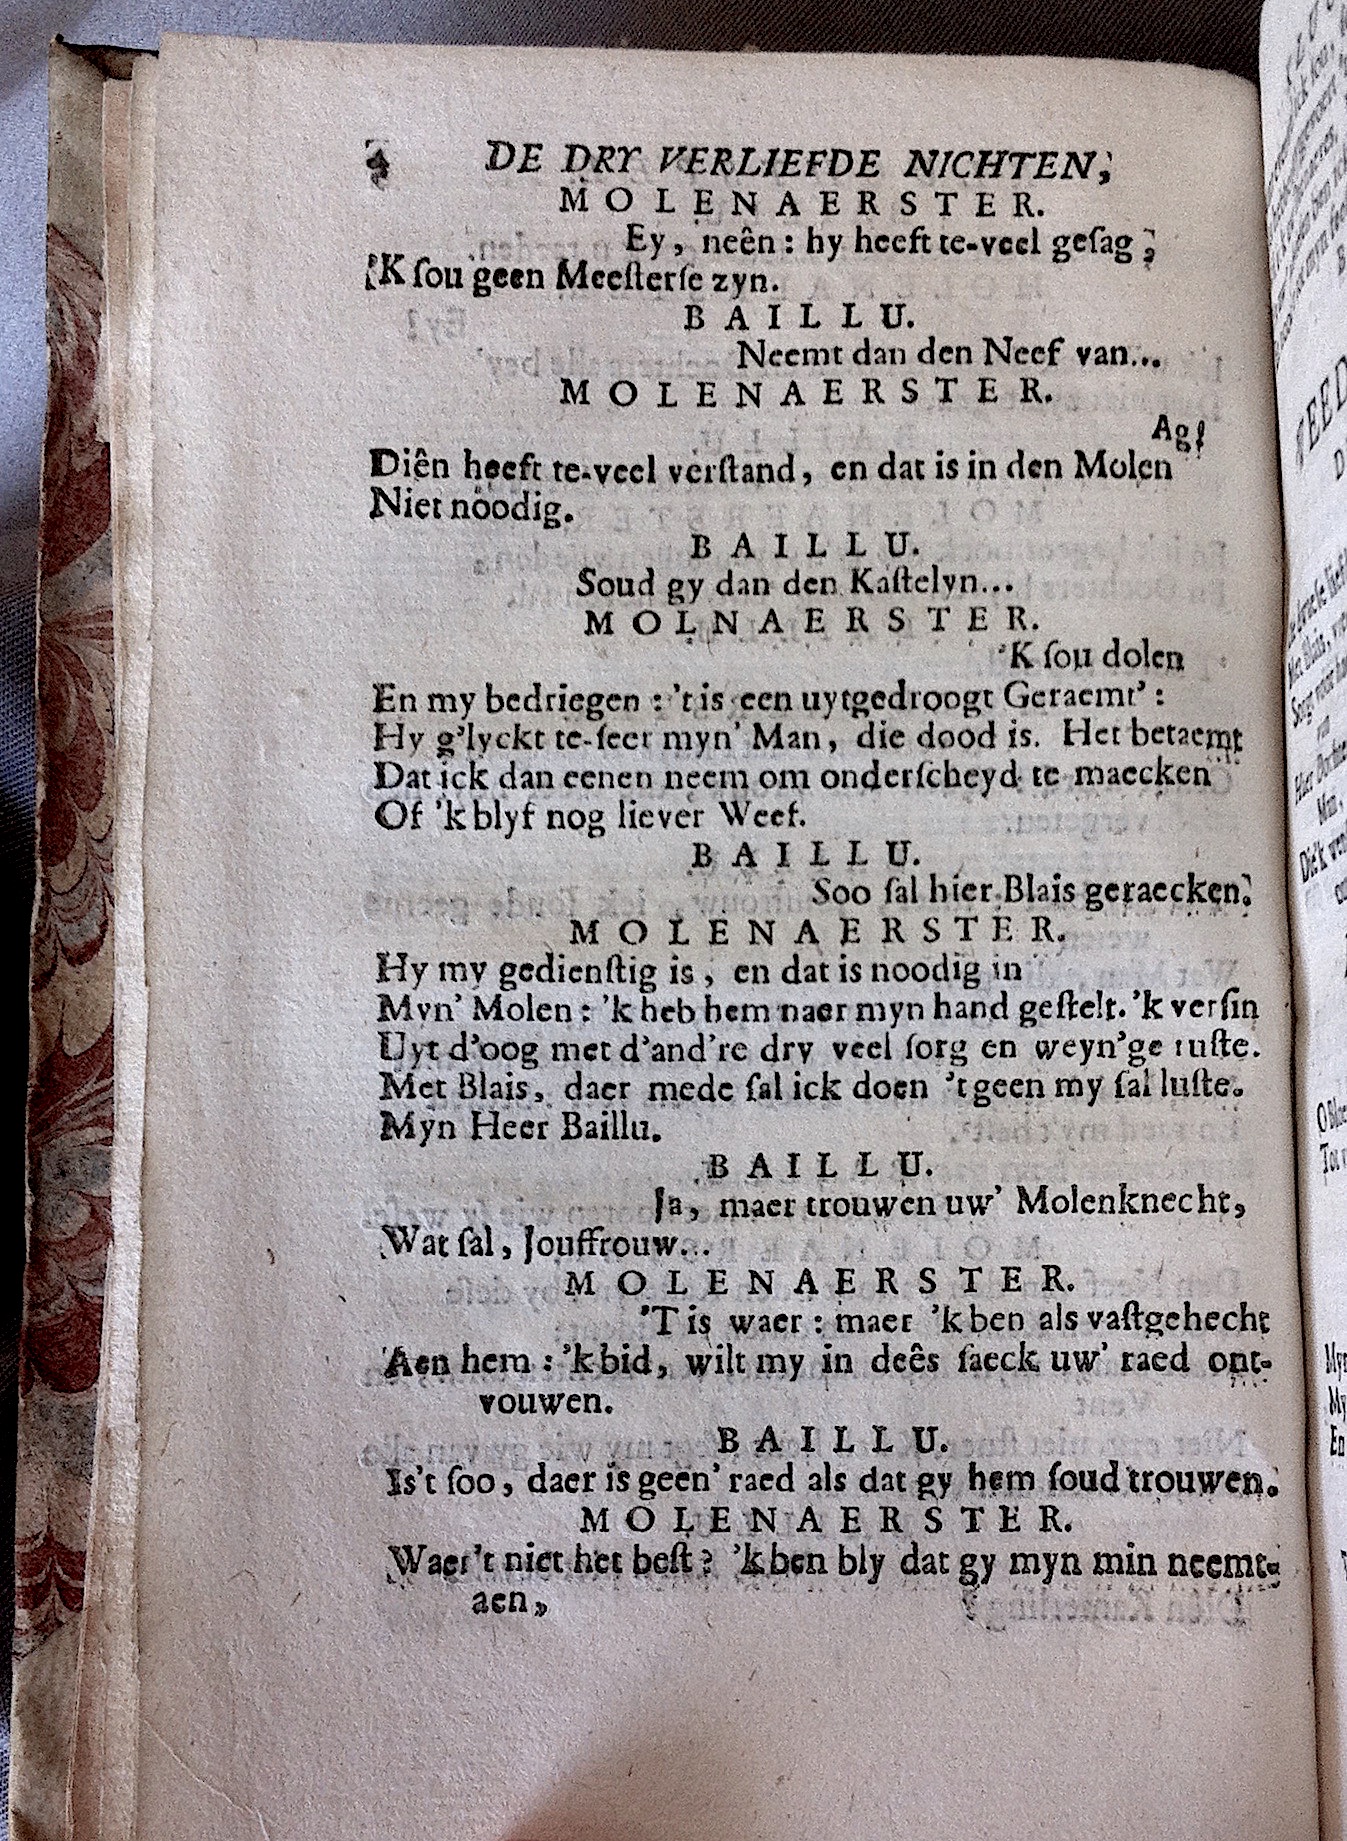 4 DE DRY VERLIEFDE NICHTEN,
MOLENAERSTER.
Ey, neên: hy heeft te-veel gesag;
'K sou geen Meesterse zyn.
BAILLU.
Neemt dan den Neef van...
MOLENAERSTER.
Ag!
Diên heeft te-veel verstand, en dat is in den Molen
Niet noodig.
BAILLU.
Soud gy dan den Kastelyn...
MOLNAERSTER.
'K sou dolen
En my bedriegen: 't is een uytgedroogt Geraemt':
Hy g'lyckt te-seer myn' Man, die dood is. Het betaemt
Dat ick dan eenen neem om onderscheyd te maecken
Of 'k blyf nog liever Weef.
BAILLU.
Soo sal hier Blais geraecken.
MOLENAERSTER.
Hy my gedienstig is, en dat is noodig in
Myn' Molen: 'k heb hem naer myn hand gestelt. 'k versin
Uyt d'oog met d'and're dry veel sorg en weyn'ge ruste.
Met Blais, daer mede sal ick doen 't geen my sal luste.
Myn Heer Baillu.
BAILLU.
Ja, maer trouwen uw' Molenknecht,
Wat sal, Jouffrouw...
MOLENAERSTER.
'T is waer: maer 'k ben als vastgehecht
Aen hem: 'k bid, wilt my in deês saeck uw' raed ont-
vouwen.
BAILLU.
Is't soo, daer is geen' raed als dat gy hem soud trouwen.
MOLENAERSTER.
Waer't niet het best? 'k ben bly dat gy myn min neemt
aen,